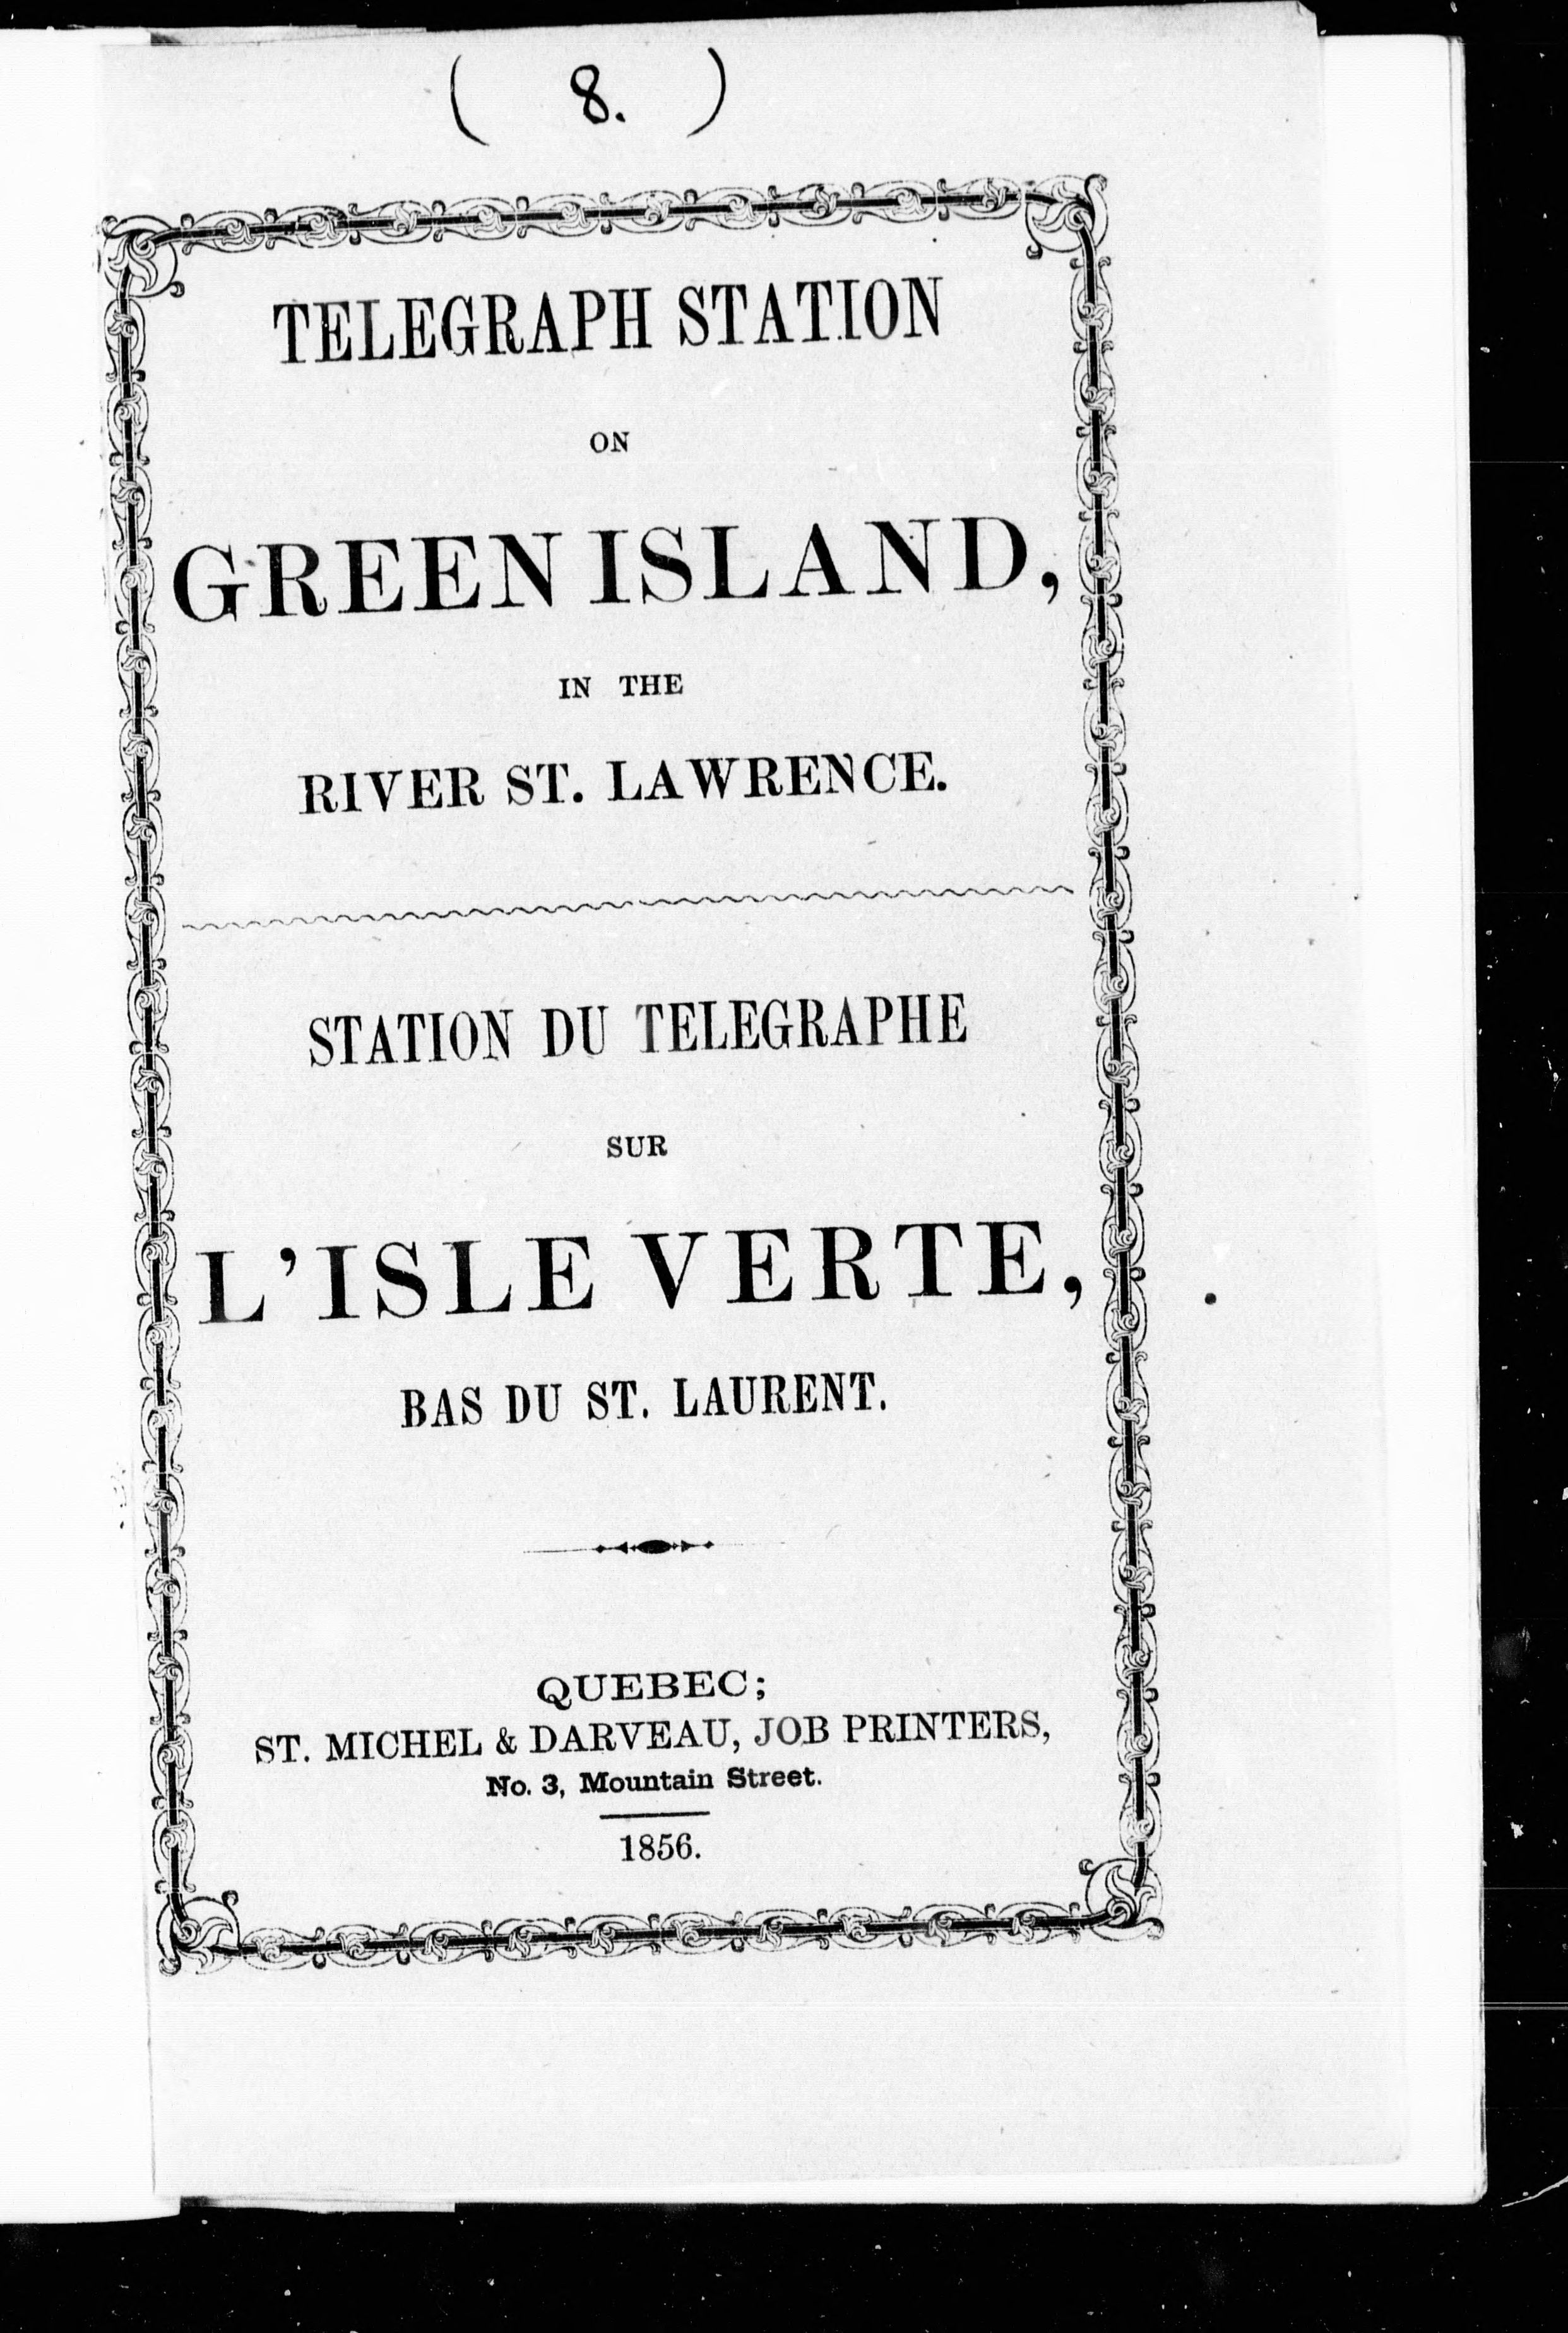 ( 8. )
TELEGRAPH STATION
ON
GREEN ISLAND,
IN THE
RIVER ST. LAWRENCE.
STATION DU TELEGRAPHE
SUR
L'ISLE VERTE,
BAS DU ST. LAURENT.
QUEBEC;
ST. MICHEL & DARVEAU, JOB PRINTERS,
No. 3, Mountain Street.
1856.